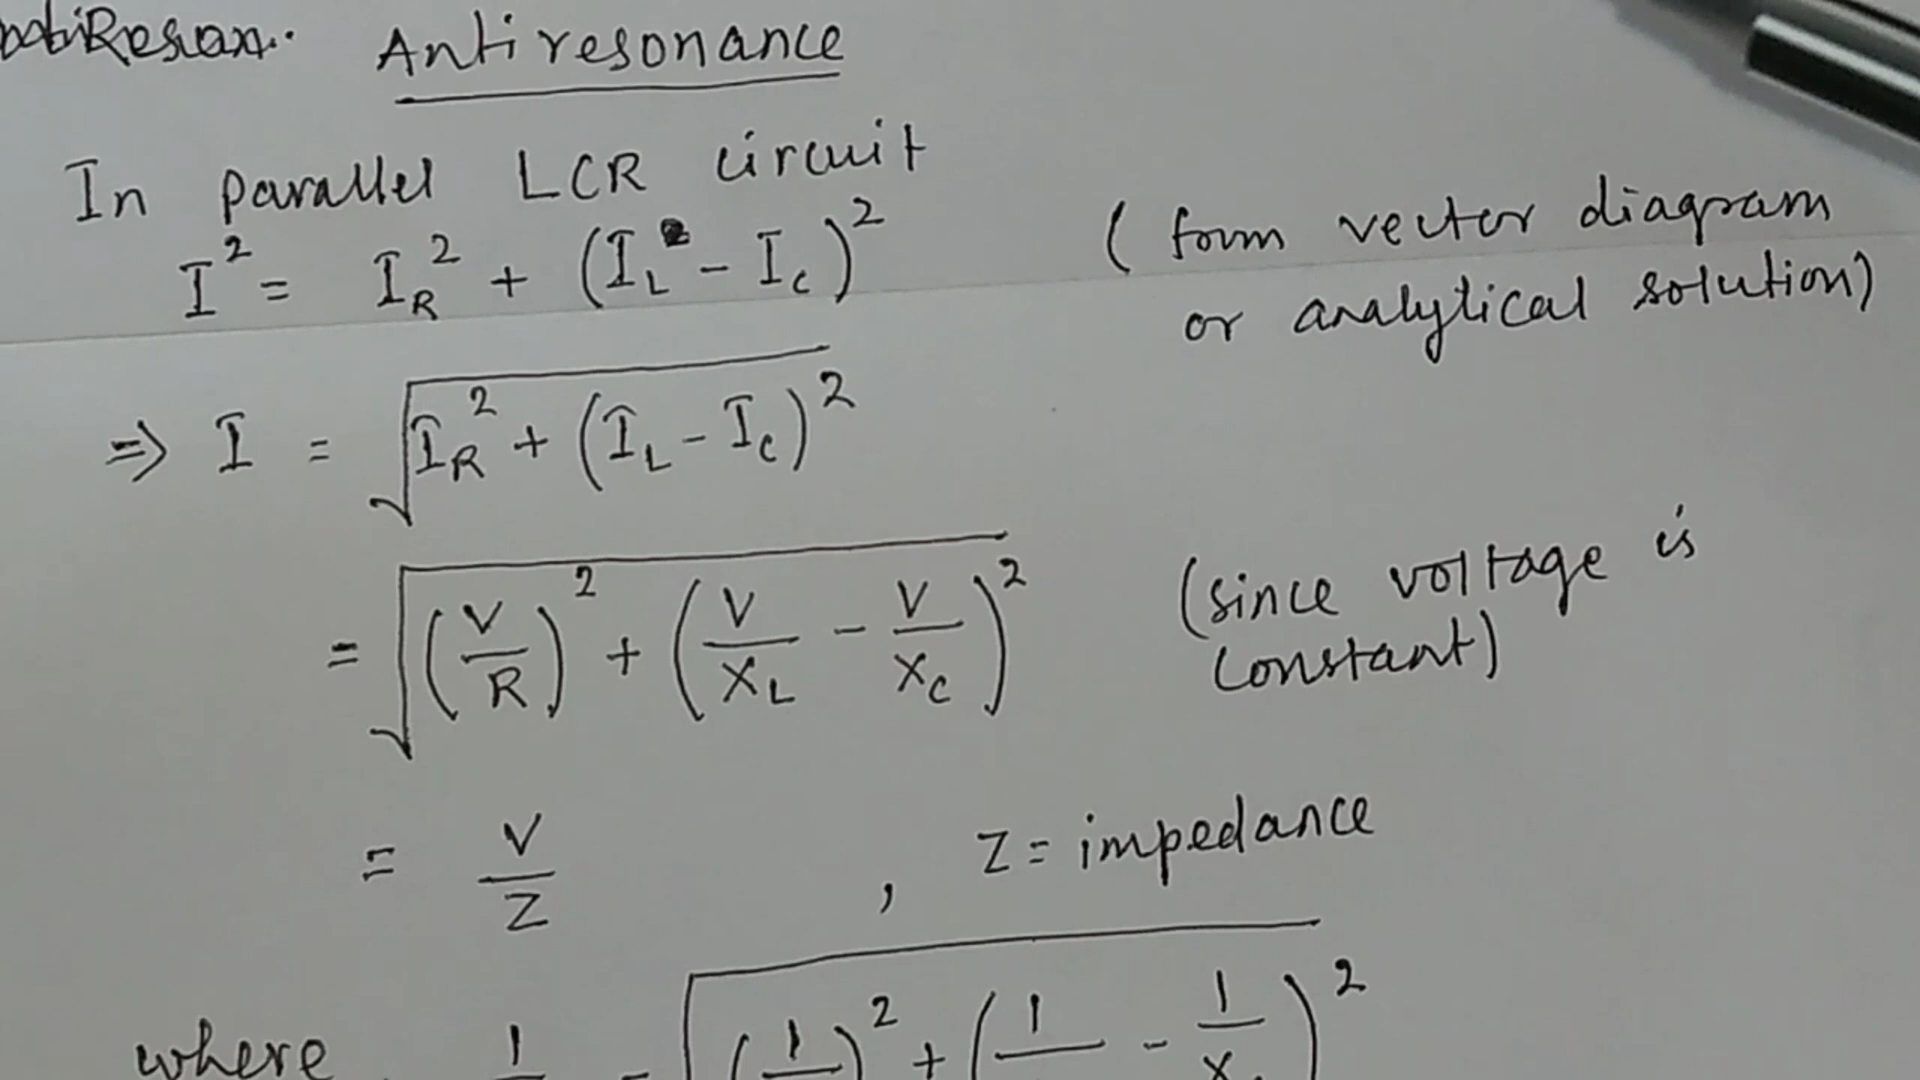 Antiresonance
In parallel LCR circuit
I² = I_R² + (I_L - I_C)² (form vector diagram
or analytical solution)
⇒ I = √(I_R² + (I_L - I_C)²)
= √((V/R)² + (V/X_L - V/X_C)²) (since voltage is
constant)
= V/Z , Z = impedance
where